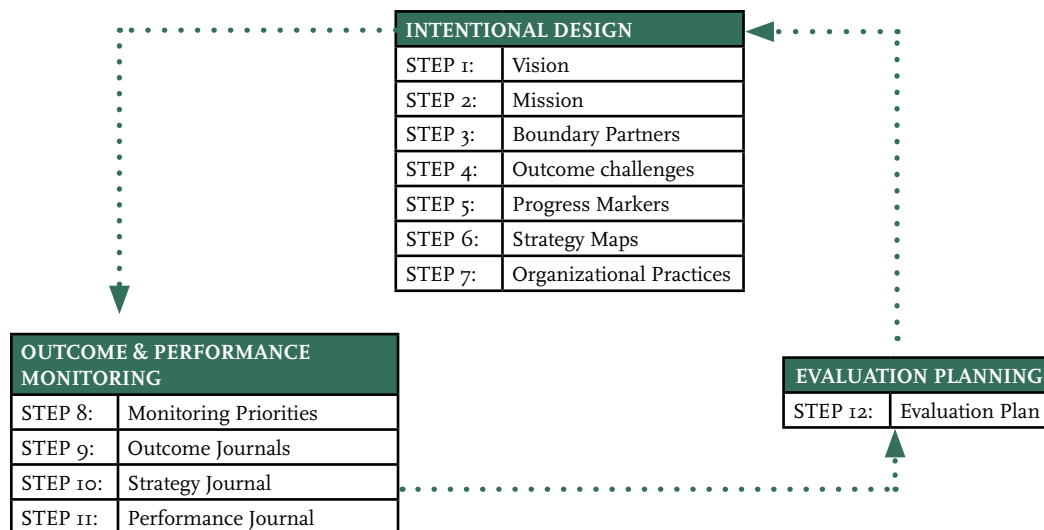 INTENTIONAL DESIGN
STEP 1: Vision
STEP 2: Mission
STEP 3: Boundary Partners
STEP 4: Outcome challenges
STEP 5: Progress Markers
STEP 6: Strategy Maps
STEP 7: Organizational Practices
OUTCOME & PERFORMANCE
MONITORING
STEP 8: Monitoring Priorities
STEP 9: Outcome Journals
STEP 10: Strategy Journal
STEP 11: Performance Journal
EVALUATION PLANNING
STEP 12: Evaluation Plan